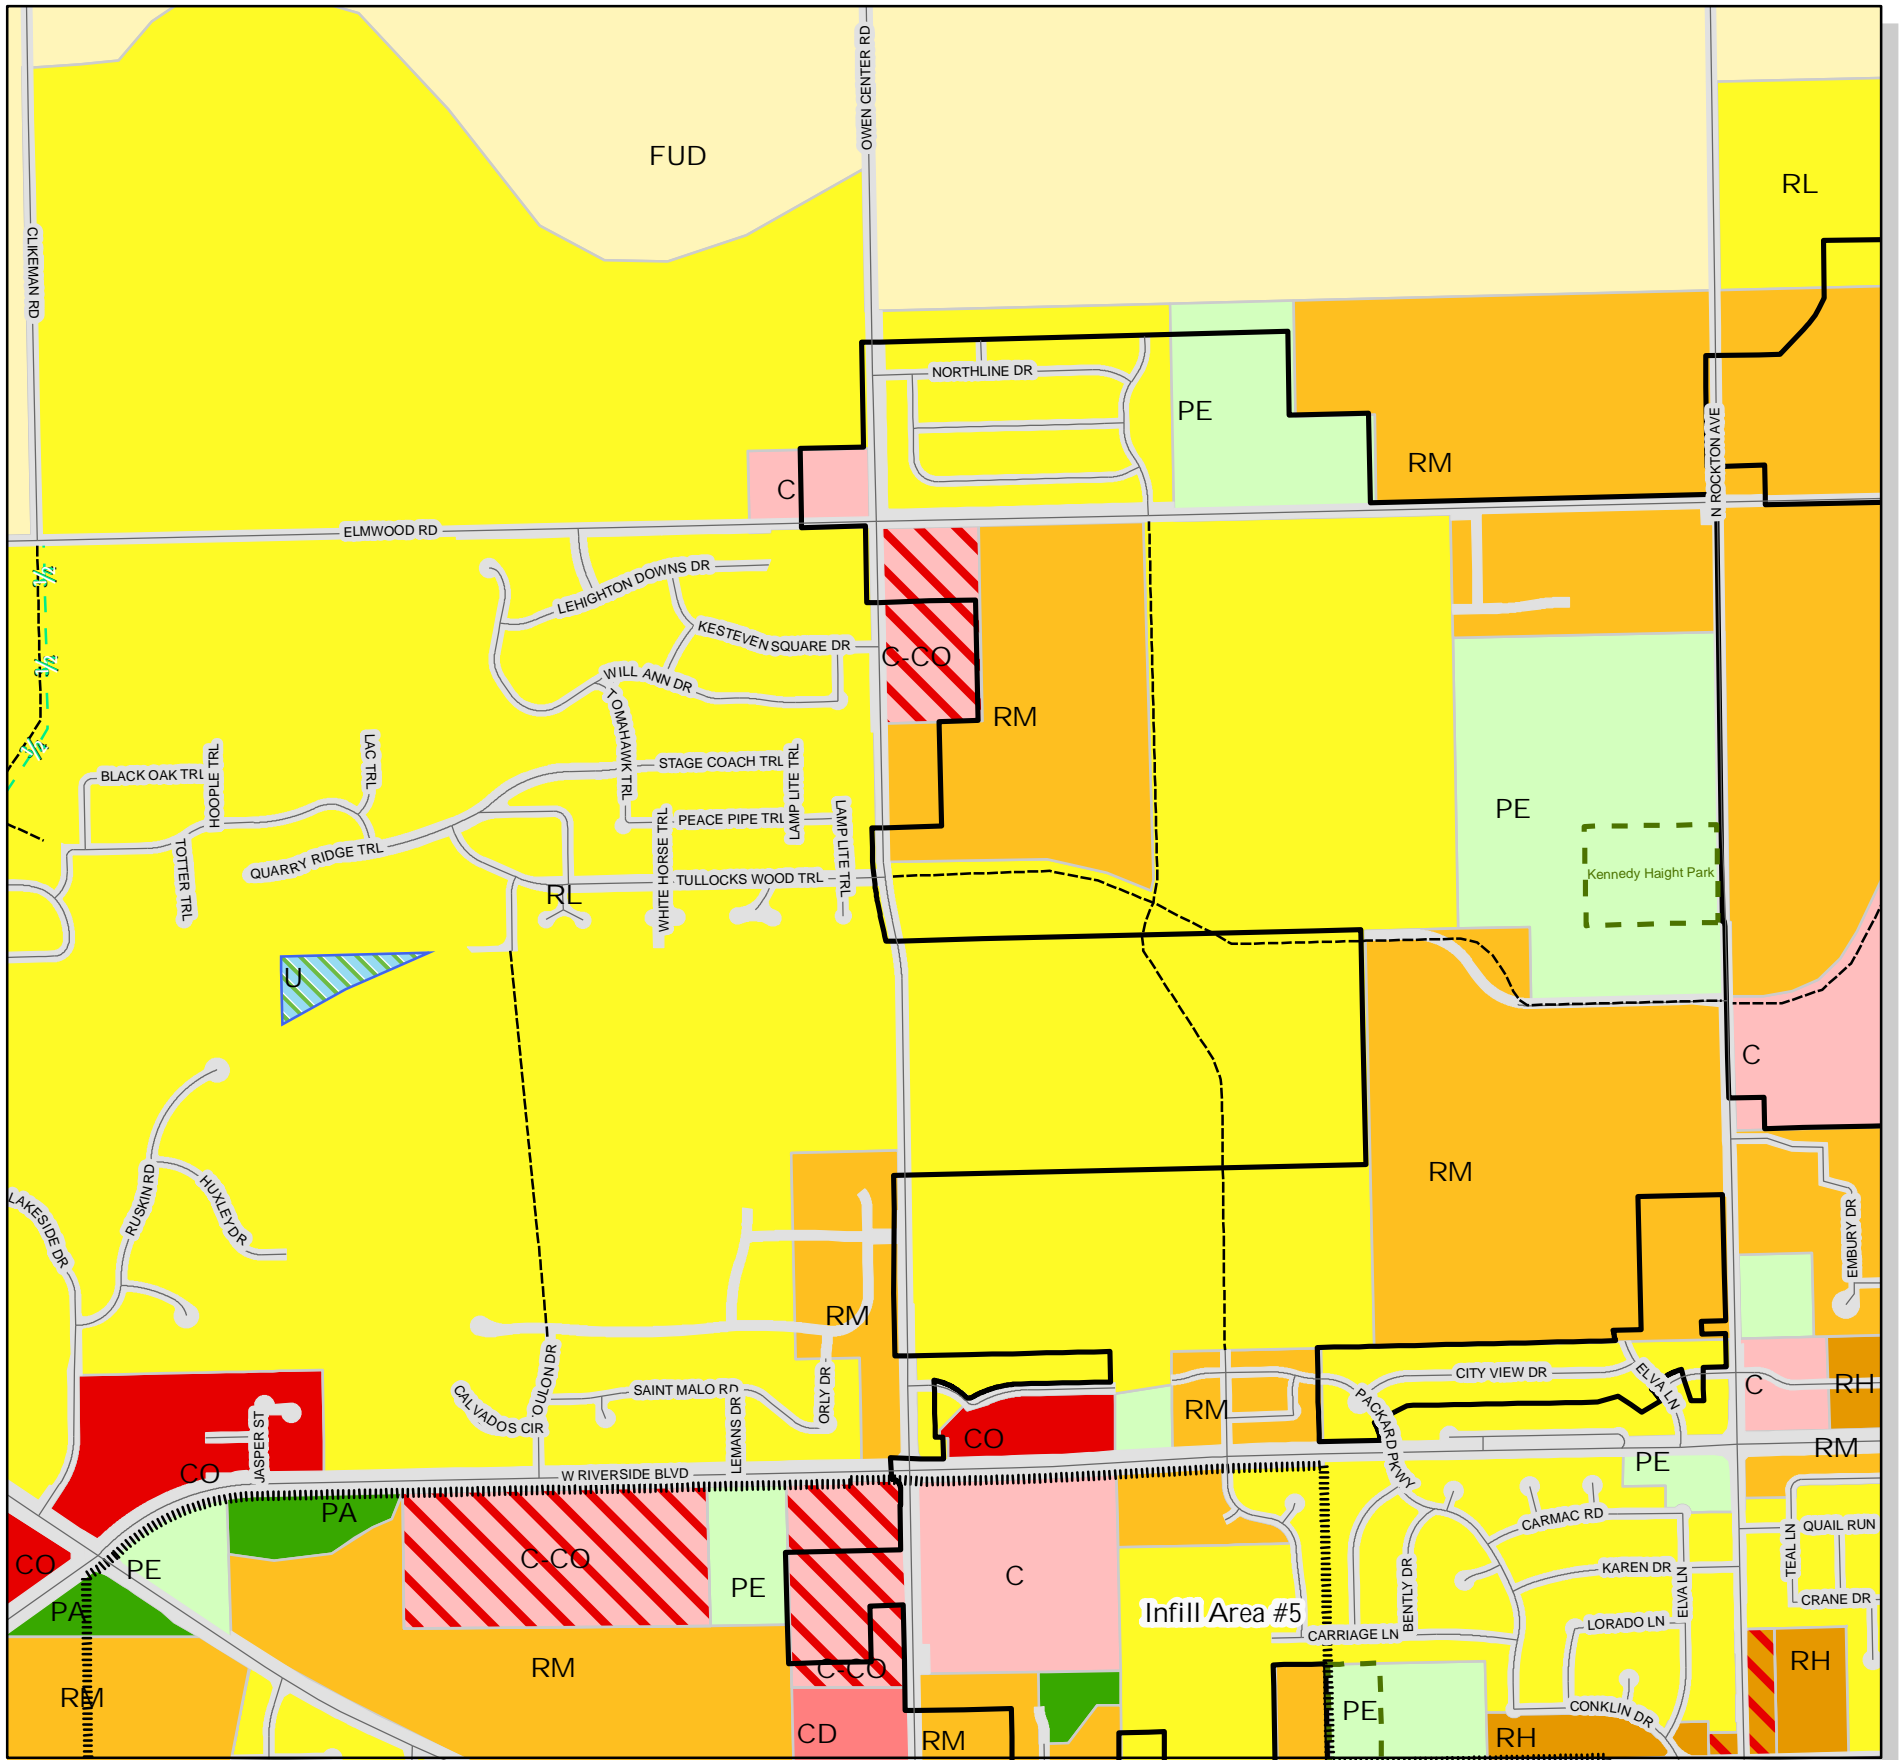 OWEN CENTER RD
FUD
RL
CLIKEMAN RD
NORTHLINE DR
PE
RM
N ROCKTON AVE
C
ELMWOOD RD
LEHIGHTON DOWNS DR
KESTEVEN SQUARE DR
C-CO
WILL ANN DR
TOMAHAWK TRL
RM
LAC TRL
HOOPLE TRL
BLACK OAK TRL
STAGE COACH TRL
LAMP LITE TRL
PEACE PIPE TRL
LAMP LITE TRL
WHITE HORSE TRL
PE
TOTTER TRL
QUARRY RIDGE TRL
TULLOCKS WOOD TRL
Kennedy Haight Park
RL
U
C
RM
RUSKIN RD
HUXLEY DR
LAKESIDE DR
EMBURY DR
RM
OULON DR
CITY VIEW DR
ELVA LN
C
RH
SAINT MALO RD
ORLY DR
CALVADOS CIR
LEMANS DR
RM
PACKARD PKWY
JASPER ST
CO
RM
PE
CO
W RIVERSIDE BLVD
PA
CARMAC RD
QUAIL RUN
TEAL LN
CO
PE
C-CO
PE
C
KAREN DR
BENTLY DR
ELVA LN
CRANE DR
PA
Infill Area #5
LORADO LN
CARRIAGE LN
RM
C-CO
RH
RM
PE
CONKLIN DR
CD
RM
RH